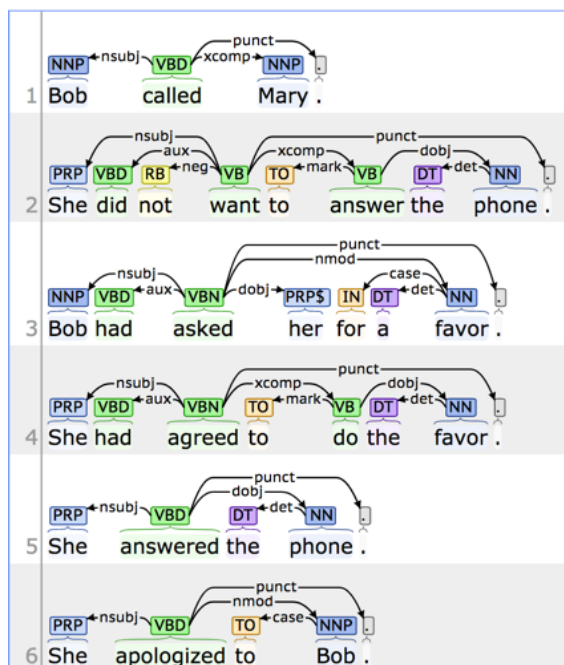 punct
NNP nsubj VBD xcomp NNP .
1 Bob called Mary .
punct
nsubj
aux xcomp dobj
PRP VBD RB neg VB TO mark VB DT det NN .
2 She did not want to answer the phone .
punct
nmod
nsubj case
NNP VBD aux VBN dobj PRP$ IN DT det NN .
3 Bob had asked her for a favor .
punct
nsubj xcomp dobj
PRP VBD aux VBN TO mark VB DT det NN .
4 She had agreed to do the favor .
punct
dobj
PRP nsubj VBD DT det NN .
5 She answered the phone .
punct
nmod
PRP nsubj VBD TO case NNP .
6 She apologized to Bob .